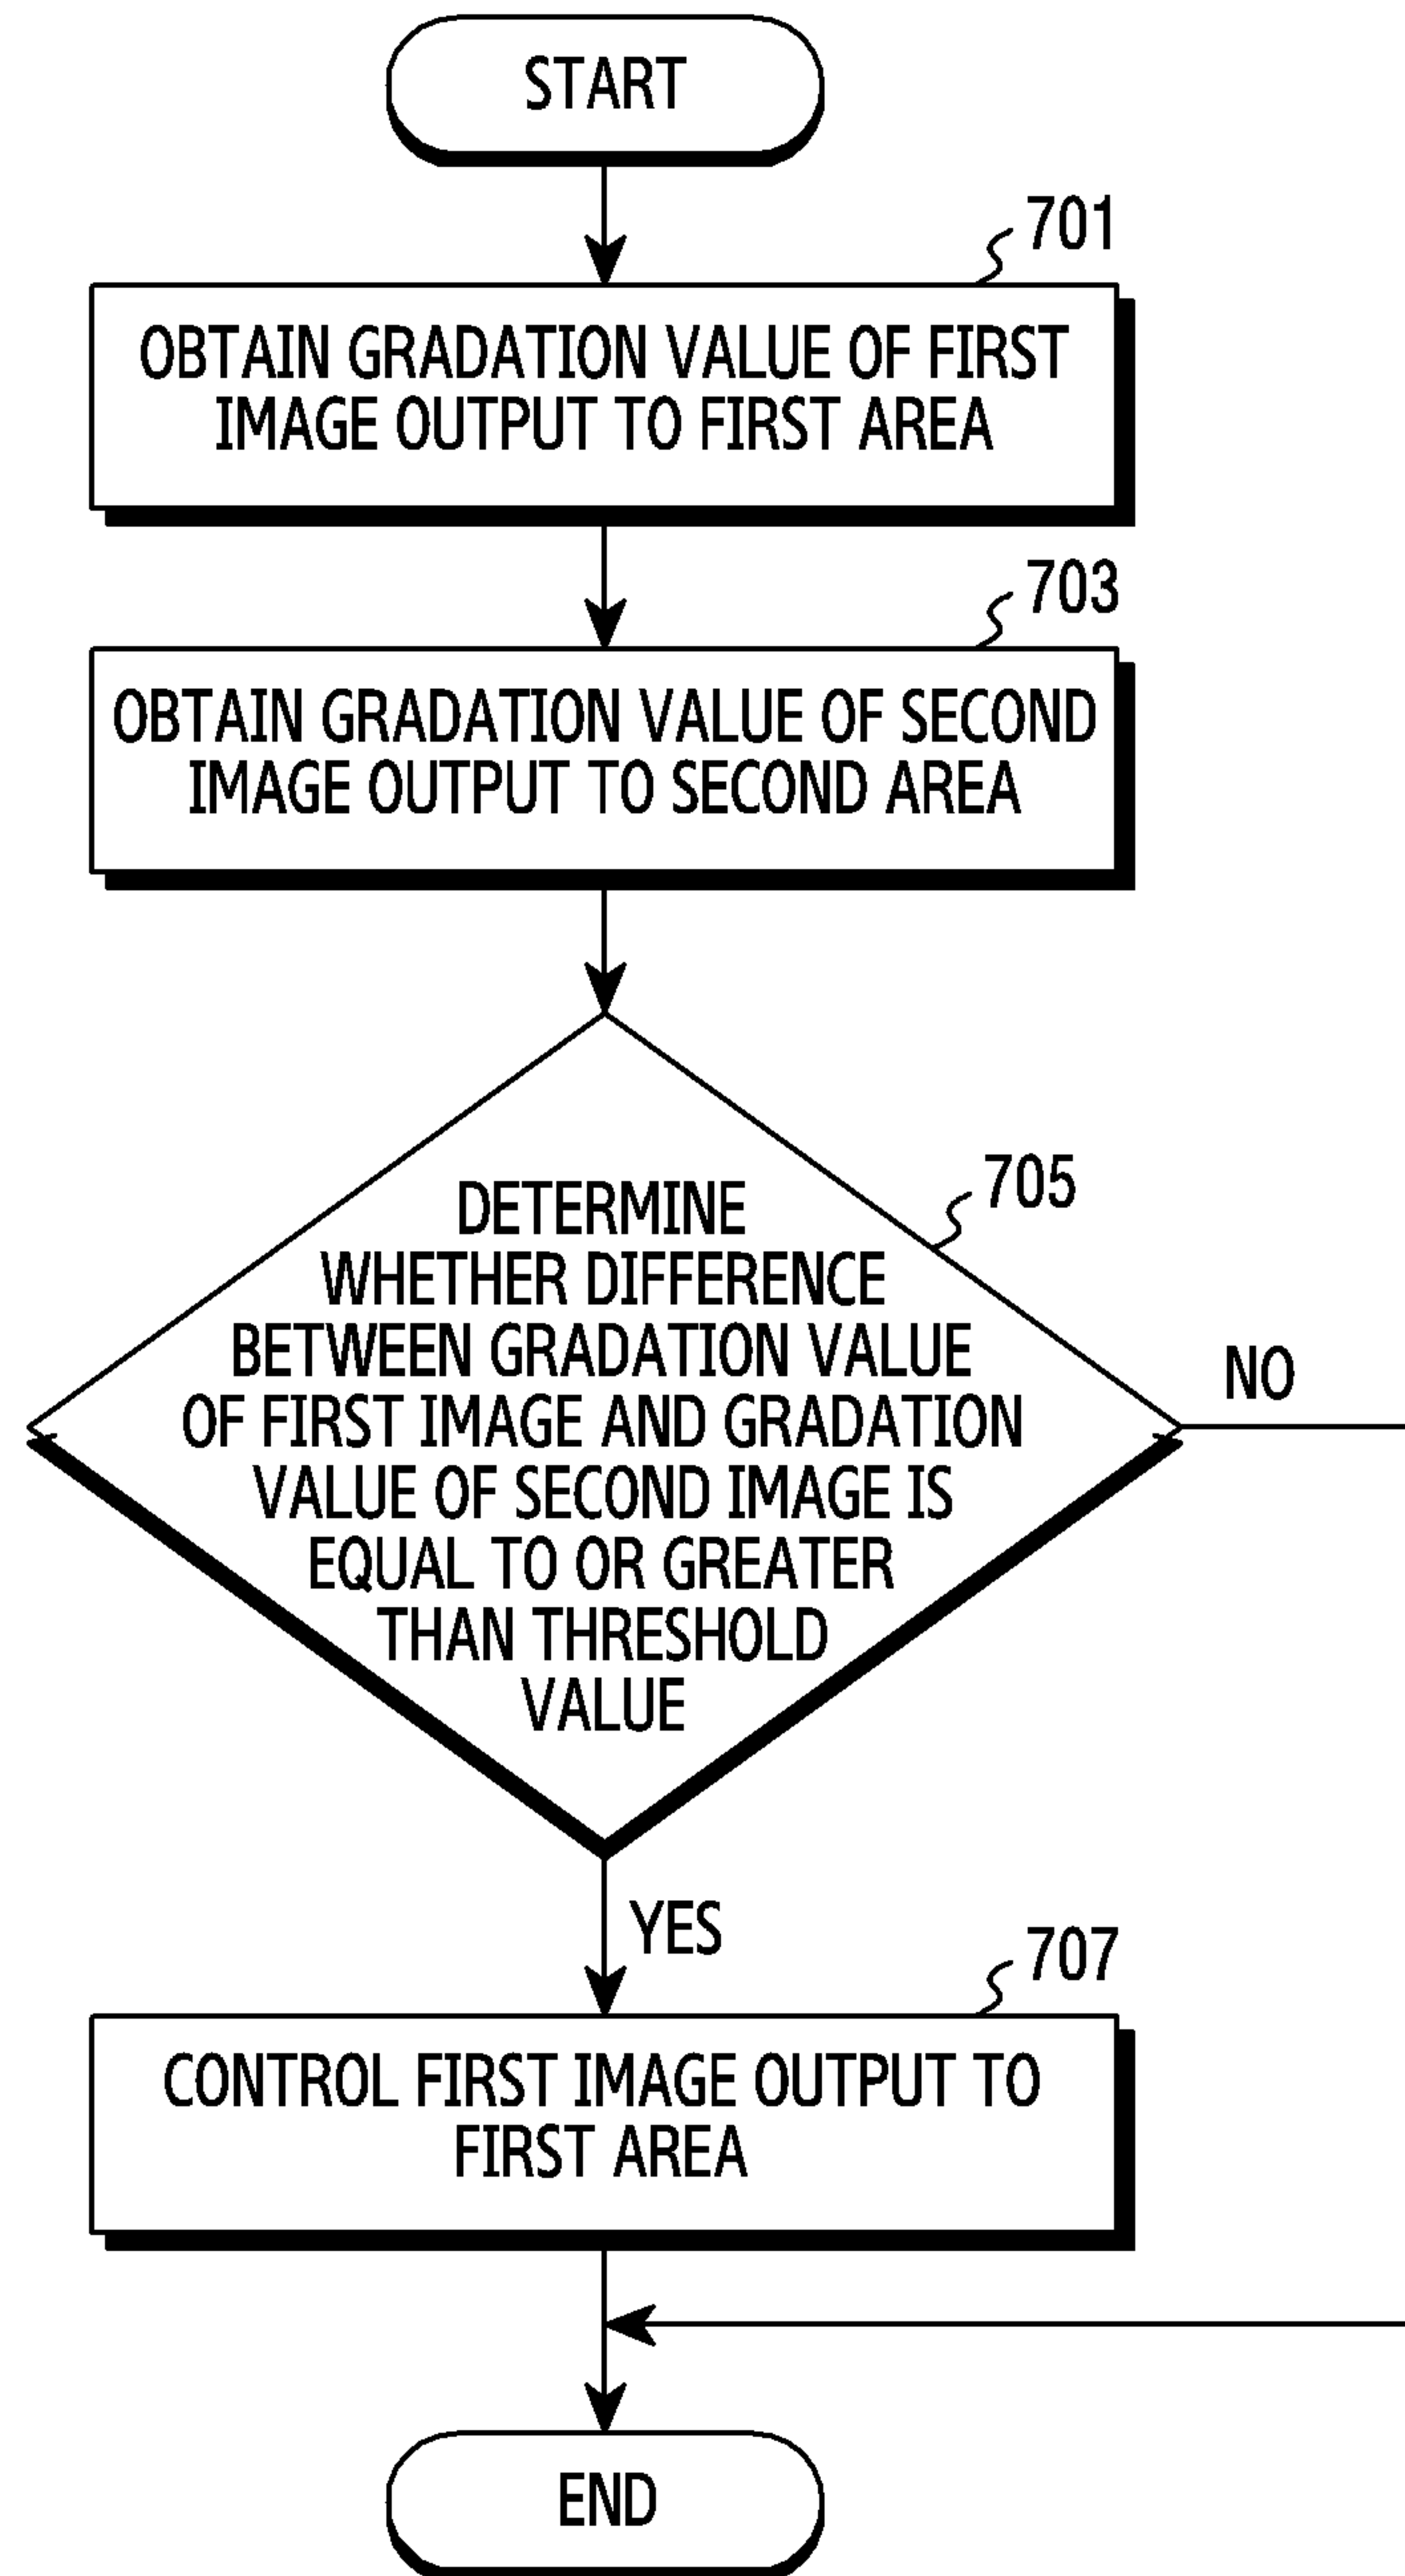 START
701
OBTAIN GRADATION VALUE OF FIRST
IMAGE OUTPUT TO FIRST AREA
703
OBTAIN GRADATION VALUE OF SECOND
IMAGE OUTPUT TO SECOND AREA
705
DETERMINE
WHETHER DIFFERENCE
BETWEEN GRADATION VALUE
OF FIRST IMAGE AND GRADATION
VALUE OF SECOND IMAGE IS
EQUAL TO OR GREATER
THAN THRESHOLD
VALUE
NO
YES
707
CONTROL FIRST IMAGE OUTPUT TO
FIRST AREA
END